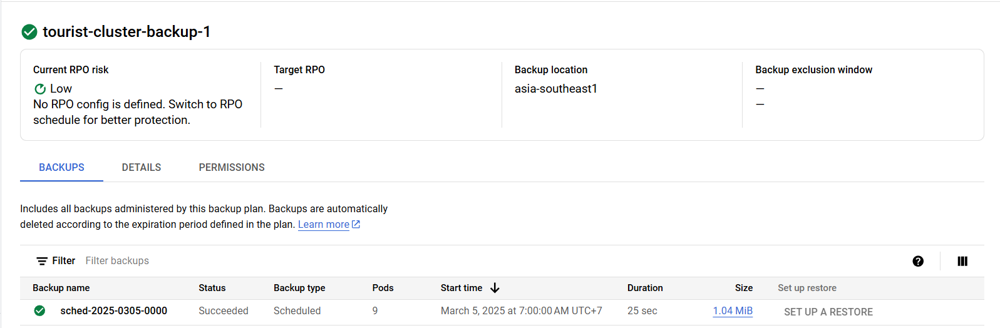 tourist-cluster-backup-1
Current RPO risk
Low
No RPO config is defined. Switch to RPO
schedule for better protection.
Target RPO
—
Backup location
asia-southeast1
Backup exclusion window
—
—
BACKUPS DETAILS PERMISSIONS
Includes all backups administered by this backup plan. Backups are automatically
deleted according to the expiration period defined in the plan. Learn more
Filter Filter backups
Backup name Status Backup type Pods Start time Duration Size Set up restore
sched-2025-0305-0000 Succeeded Scheduled 9 March 5, 2025 at 7:00:00 AM UTC+7 25 sec 1.04 MiB SET UP A RESTORE